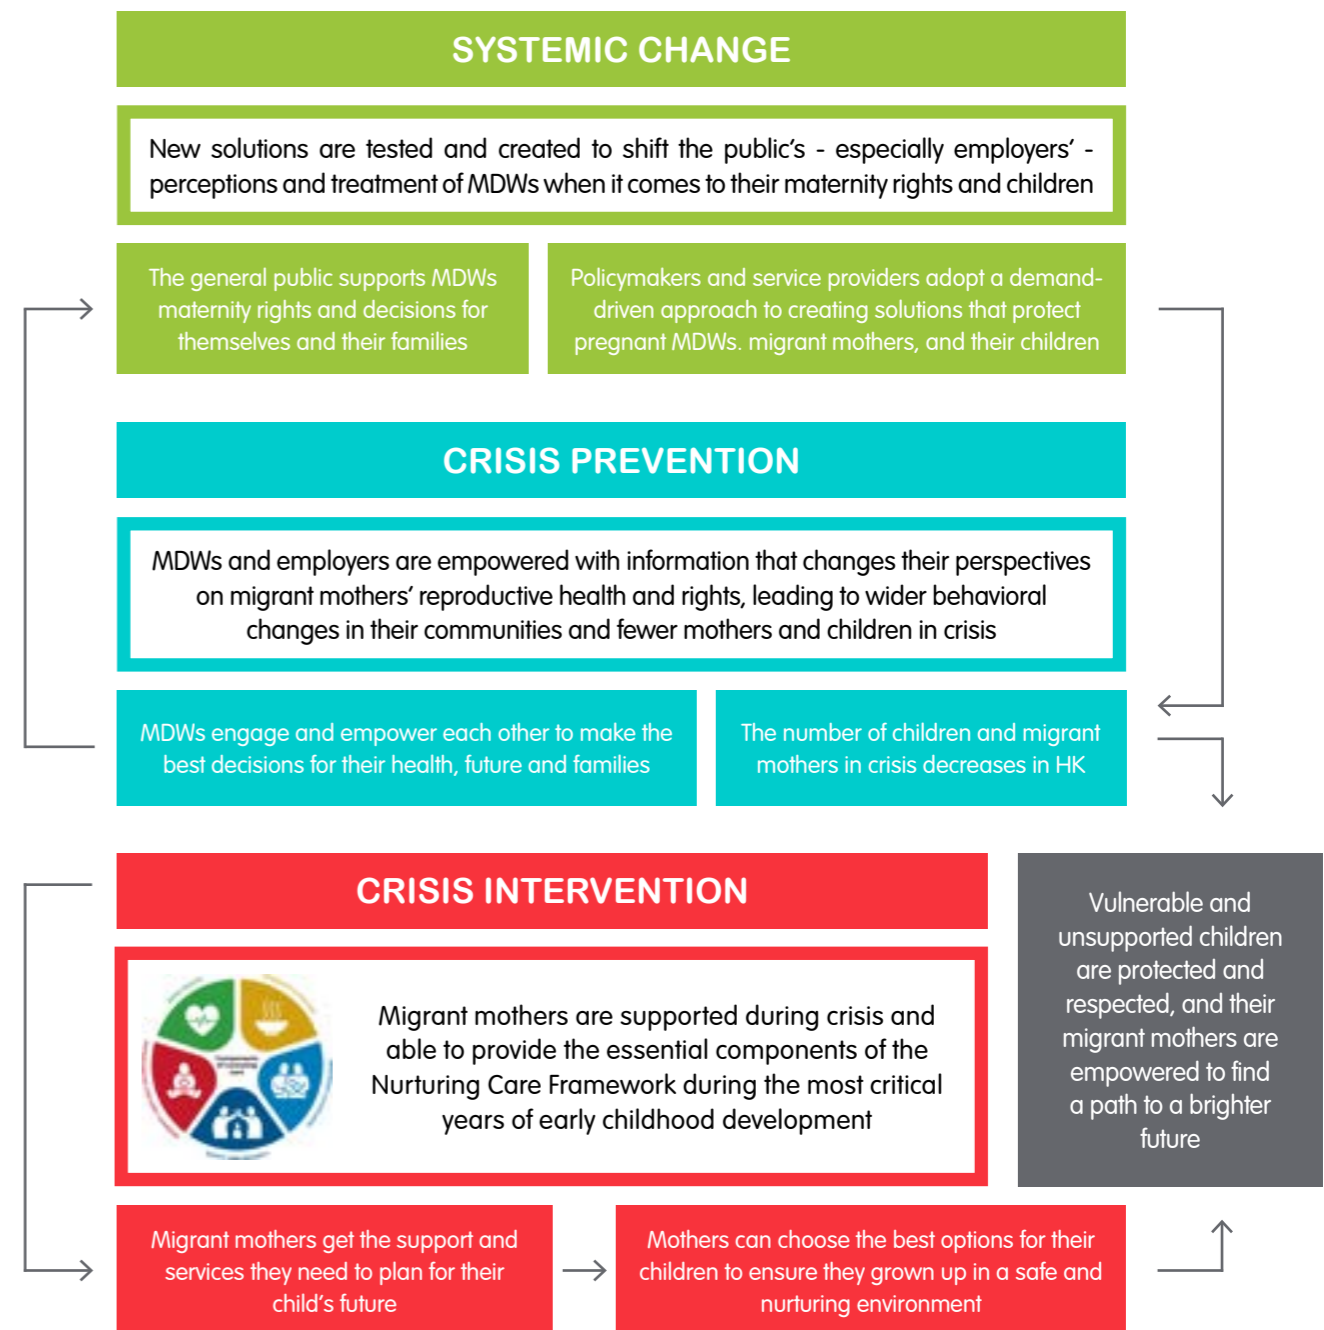 SYSTEMIC CHANGE
New solutions are tested and created to shift the public's - especially employers' -
perceptions and treatment of MDWs when it comes to their maternity rights and children
The general public supports MDWs
maternity rights and decisions for
themselves and their families
Policymakers and service providers adopt a demand-
driven approach to creating solutions that protect
pregnant MDWs. migrant mothers, and their children
CRISIS PREVENTION
MDWs and employers are empowered with information that changes their perspectives
on migrant mothers' reproductive health and rights, leading to wider behavioral
changes in their communities and fewer mothers and children in crisis
MDWs engage and empower each other to make the
best decisions for their health, future and families
The number of children and migrant
mothers in crisis decreases in HK
CRISIS INTERVENTION
Migrant mothers are supported during crisis and
able to provide the essential components of the
Nurturing Care Framework during the most critical
years of early childhood development
Vulnerable and
unsupported children
are protected and
respected, and their
migrant mothers are
empowered to find
a path to a brighter
future
Migrant mothers get the support and
services they need to plan for their
child's future
Mothers can choose the best options for their
children to ensure they grown up in a safe and
nurturing environment